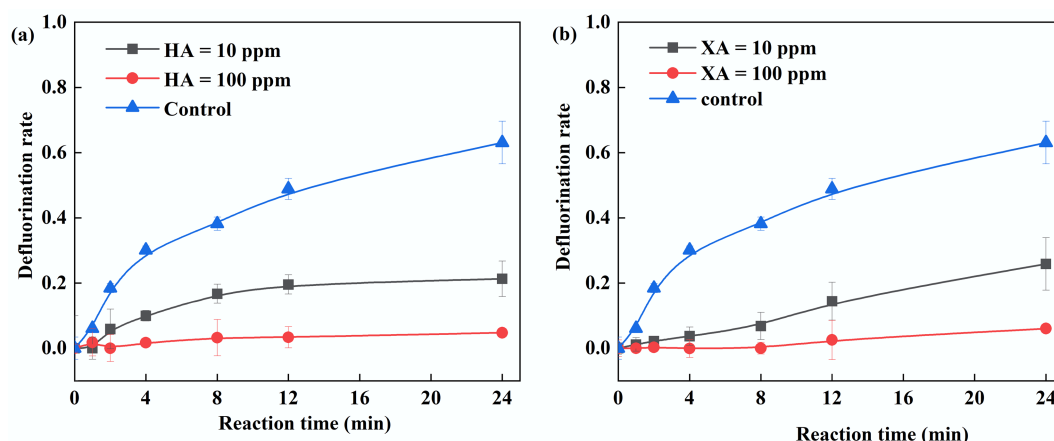 (a)
HA = 10 ppm
HA = 100 ppm
Control
Defluorination rate
1.0
0.8
0.6
0.4
0.2
0.0
0 4 8 12 16 20 24
Reaction time (min)
(b)
XA = 10 ppm
XA = 100 ppm
control
Defluorination rate
1.0
0.8
0.6
0.4
0.2
0.0
0 4 8 12 16 20 24
Reaction time (min)